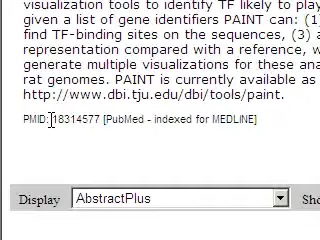 visualization tools to identify TF likely to play
given a list of gene identifiers PAINT can: (1)
find TF-binding sites on the sequences, (3) a
representation compared with a reference, w
generate multiple visualizations for these ana
rat genomes. PAINT is currently available as
http://www.dbi.tju.edu/dbi/tools/paint.
PMID: 18314577 [PubMed - indexed for MEDLINE]
Display AbstractPlus Sho